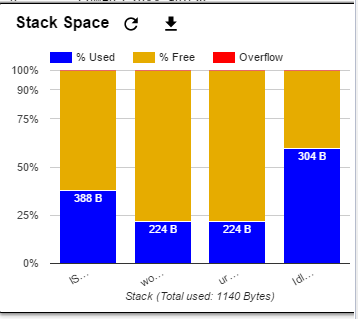 Stack Space
% Used % Free Overflow
100%
90%
75%
50%
25%
0%
388 B
224 B
224 B
304 B
IS...
wo...
ur...
Idl...
Stack (Total used: 1140 Bytes)